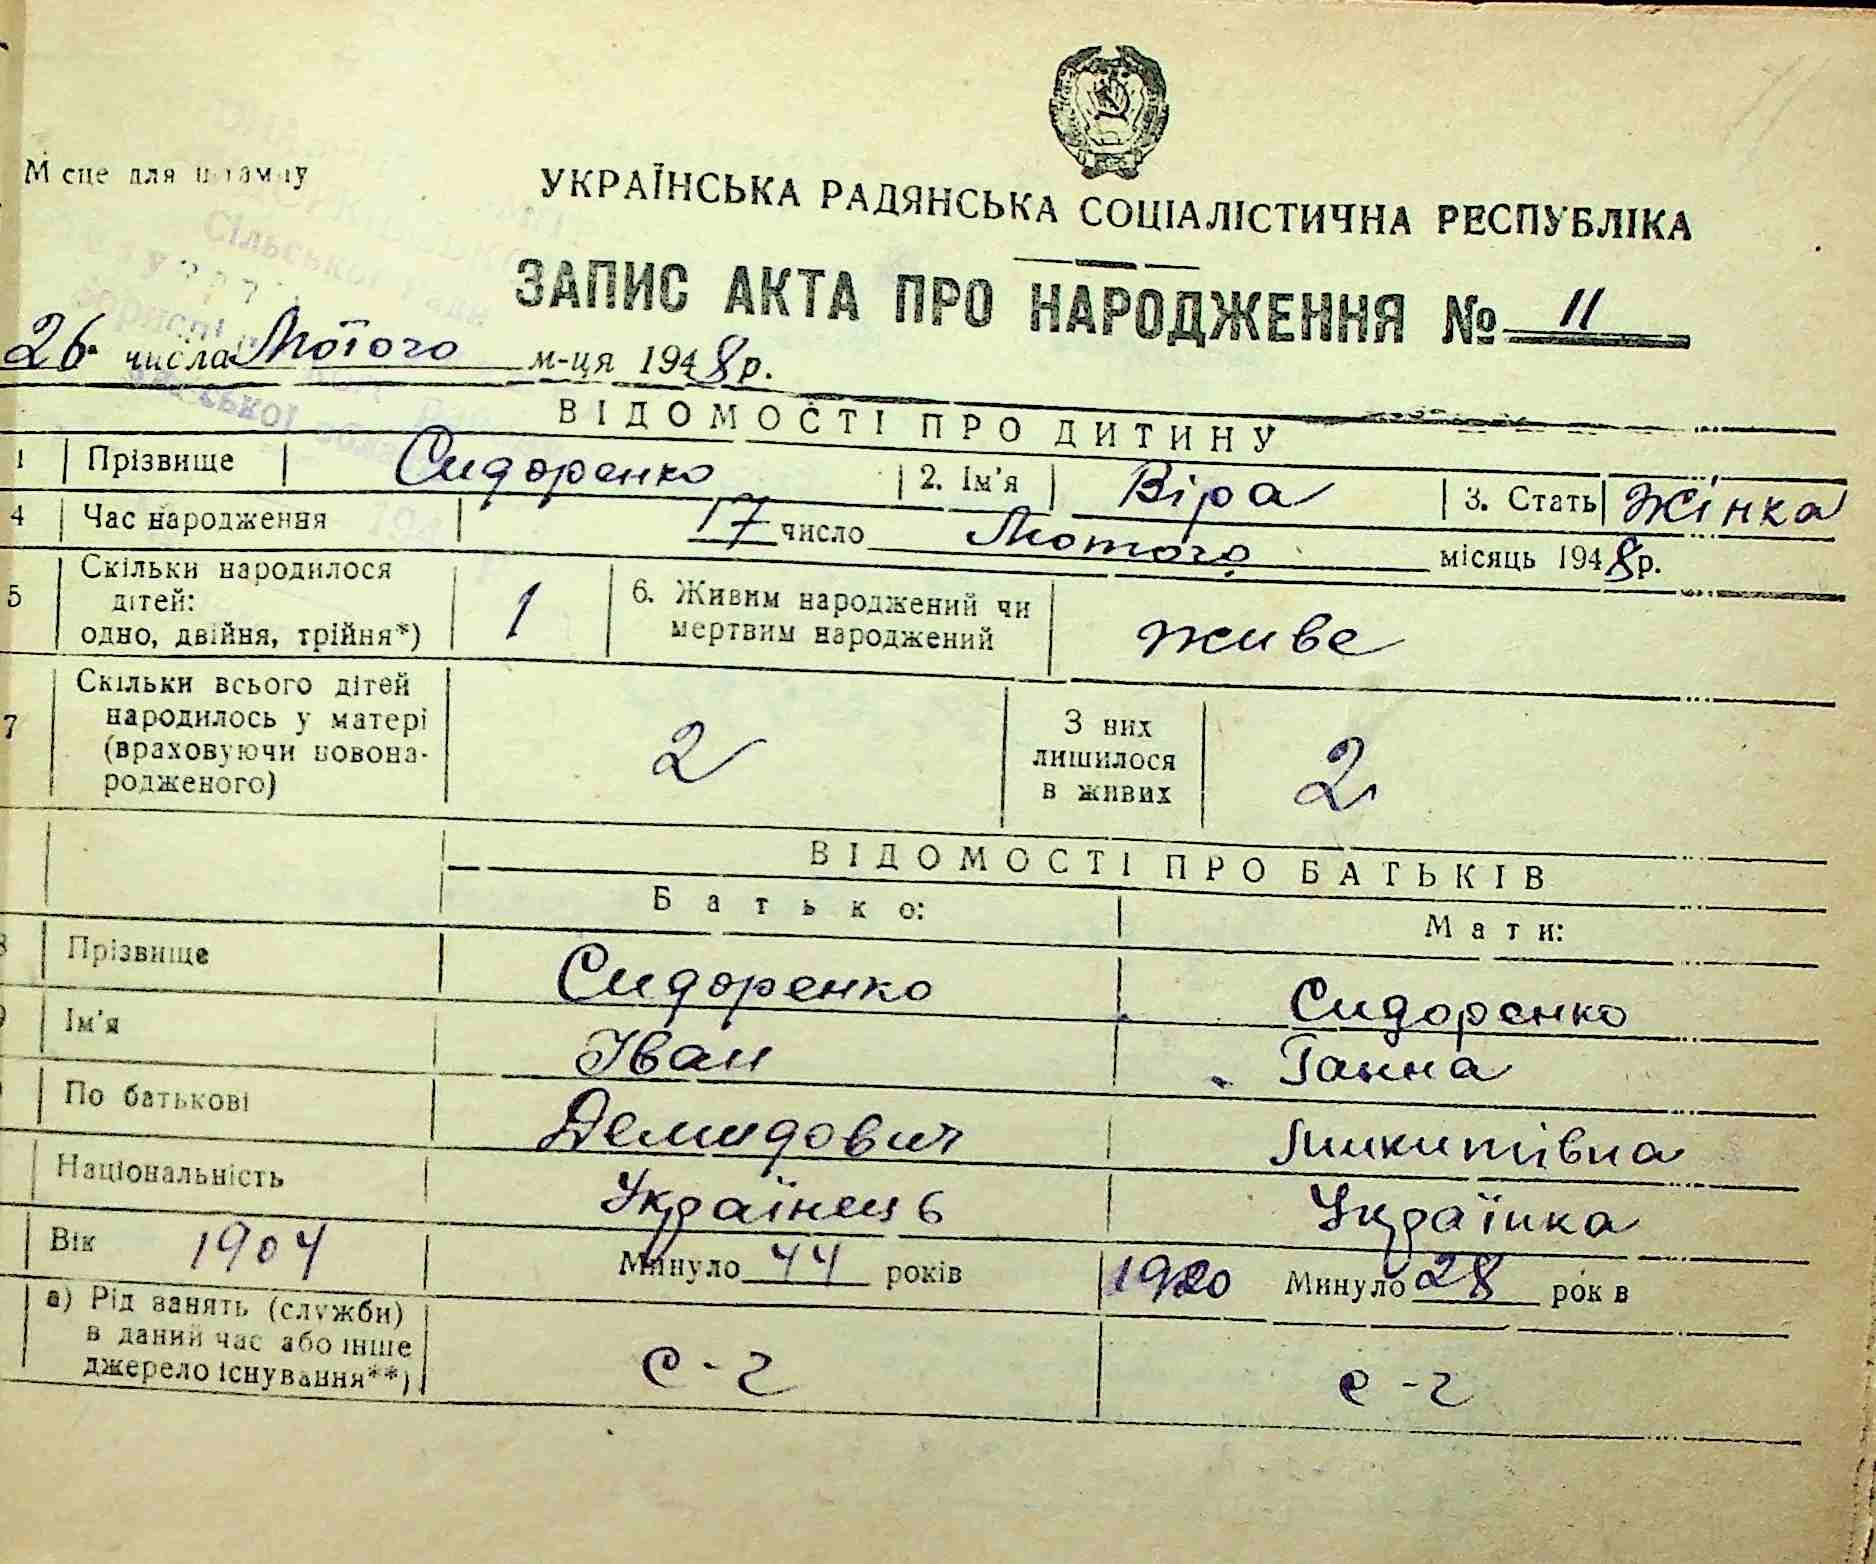 Місце для штампу
УКРАЇНСЬКА РАДЯНСЬКА СОЦІАЛІСТИЧНА РЕСПУБЛІКА
ЗАПИС АКТА ПРО НАРОДЖЕННЯ № 11
26 числа Лютого м-ця 1948 р.
ВІДОМОСТІ ПРО ДИТИНУ
1 Прізвище Сидоренко 2. Ім'я Віра 3. Стать Жінка
4 Час народження 17 число Лютого місяць 1948 р.
5 Скільки народилося дітей: одно, двійня, трійня*) 1 6. Живим народжений чи мертвим народжений живе
7 Скільки всього дітей народилось у матері (враховуючи новонародженого) 2 З них лишилося в живих 2
ВІДОМОСТІ ПРО БАТЬКІВ
Батько: Мати:
8 Прізвище Сидоренко Сидоренко
9 Ім'я Іван Ганна
По батькові Демидович Микитівна
Національність Українець Українка
Вік 1904 Минуло 44 років 1920 Минуло 28 років
а) Рід занять (служби) в даний час або інше джерело існування**) с-г с-г